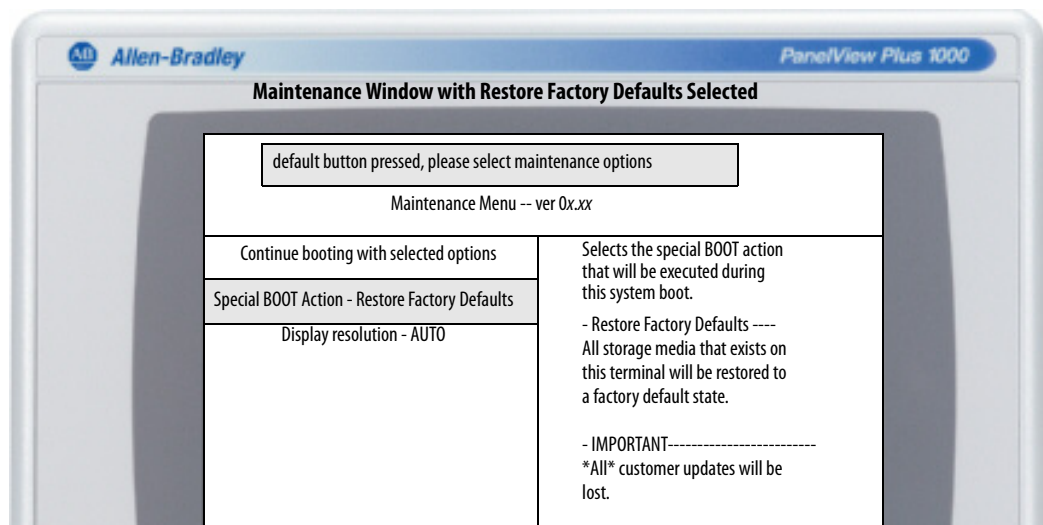 AB Allen-Bradley
PanelView Plus 1000
Maintenance Window with Restore Factory Defaults Selected
default button pressed, please select maintenance options
Maintenance Menu -- ver 0x.xx
Continue booting with selected options
Special BOOT Action - Restore Factory Defaults
Display resolution - AUTO
Selects the special BOOT action
that will be executed during
this system boot.
- Restore Factory Defaults ----
All storage media that exists on
this terminal will be restored to
a factory default state.
- IMPORTANT-------------------------
*All* customer updates will be
lost.